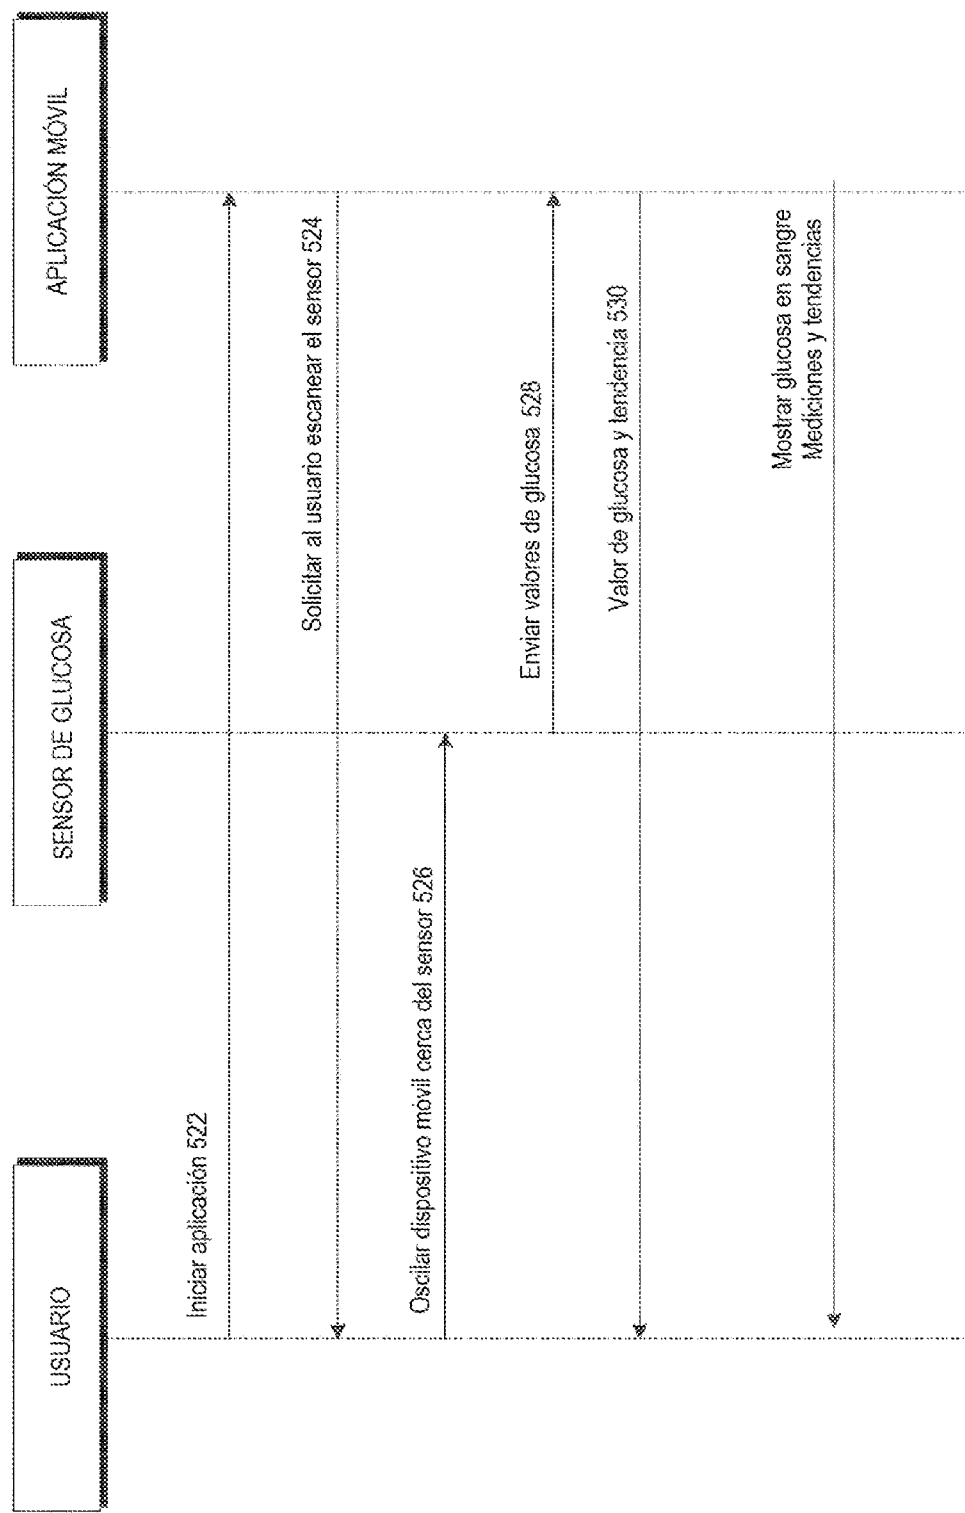 USUARIO
SENSOR DE GLUCOSA
APLICACIÓN MÓVIL
Iniciar aplicación 522
Solicitar al usuario escanear el sensor 524
Oscilar dispositivo móvil cerca del sensor 526
Enviar valores de glucosa 528
Valor de glucosa y tendencia 530
Mostrar glucosa en sangre
Mediciones y tendencias